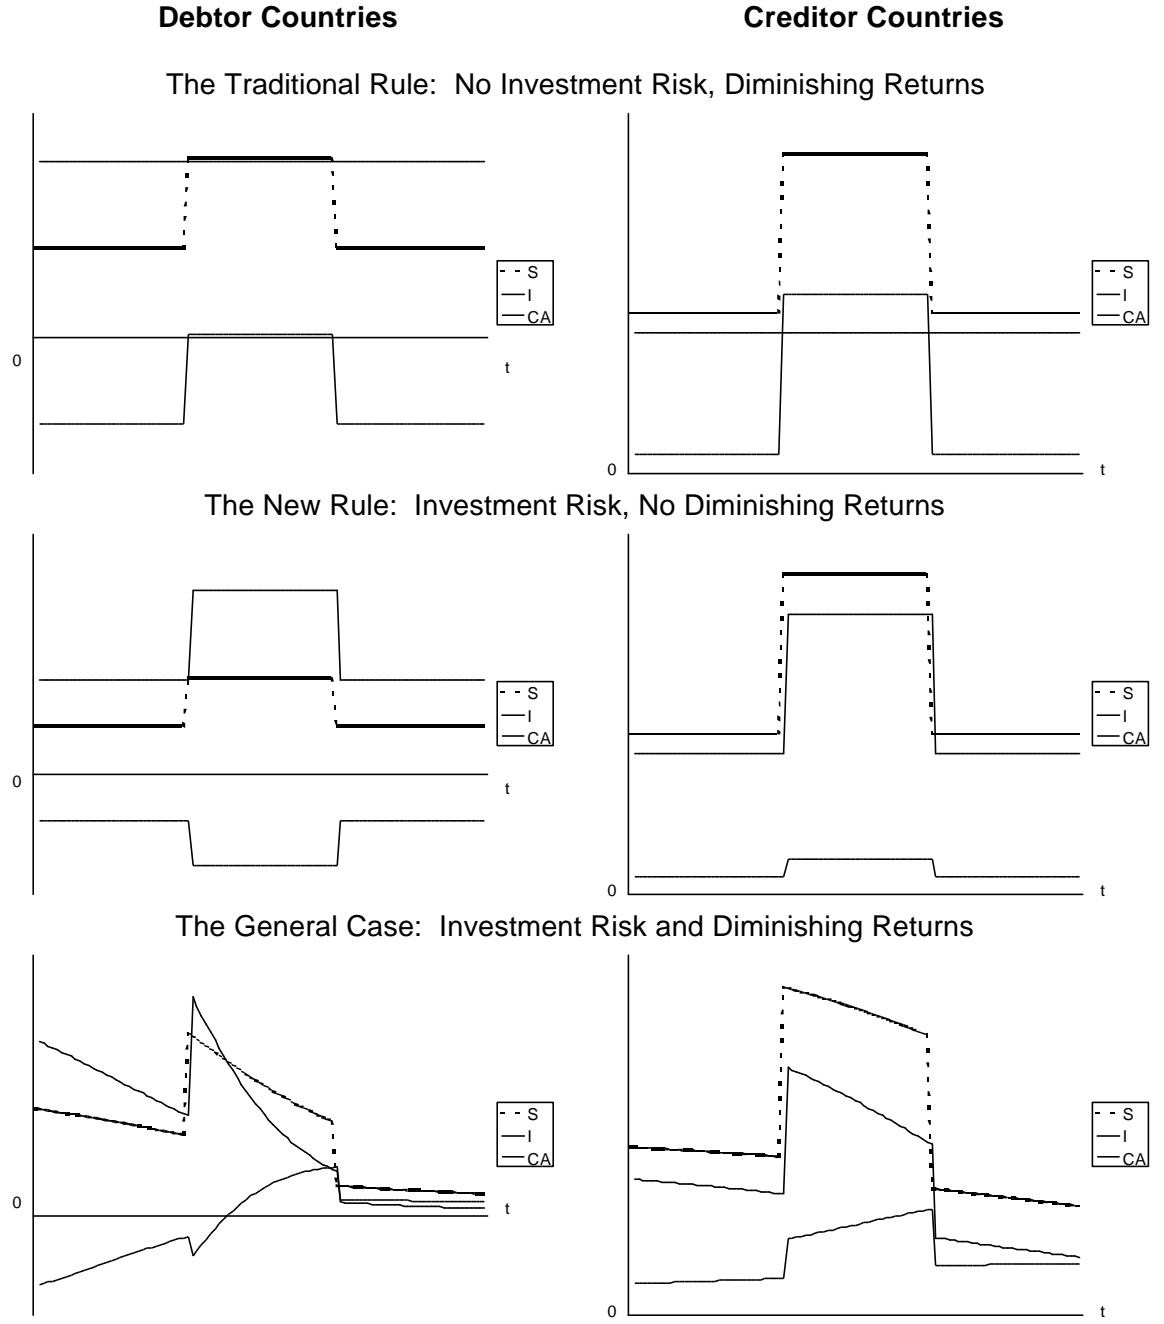 Debtor Countries
Creditor Countries
The Traditional Rule: No Investment Risk, Diminishing Returns
S
I
CA
0
t
S
I
CA
0
t
The New Rule: Investment Risk, No Diminishing Returns
S
I
CA
0
t
S
I
CA
0
t
The General Case: Investment Risk and Diminishing Returns
S
I
CA
0
t
S
I
CA
0
t